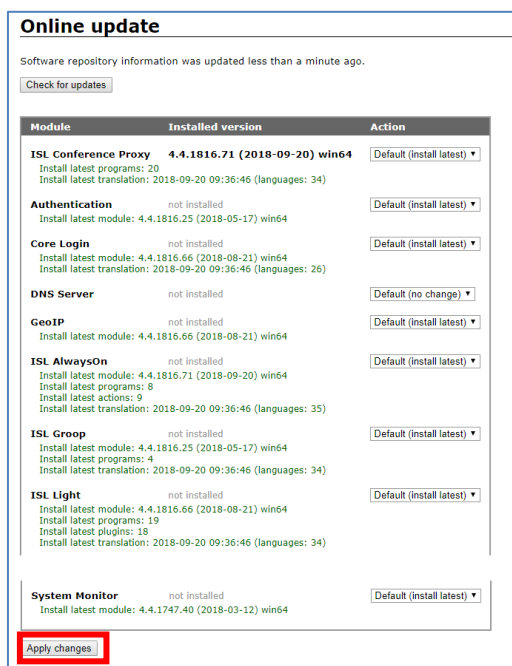 Online update
Software repository information was updated less than a minute ago.
Check for updates
Module Installed version Action
ISL Conference Proxy 4.4.1816.71 (2018-09-20) win64 Default (install latest)
Install latest programs: 20
Install latest translation: 2018-09-20 09:36:46 (languages: 34)
Authentication not installed Default (install latest)
Install latest module: 4.4.1816.25 (2018-05-17) win64
Core Login not installed Default (install latest)
Install latest module: 4.4.1816.66 (2018-08-21) win64
Install latest translation: 2018-09-20 09:36:46 (languages: 26)
DNS Server not installed Default (no change)
GeoIP not installed Default (install latest)
Install latest module: 4.4.1816.66 (2018-08-21) win64
ISL AlwaysOn not installed Default (install latest)
Install latest module: 4.4.1816.71 (2018-09-20) win64
Install latest programs: 8
Install latest actions: 9
Install latest translation: 2018-09-20 09:36:46 (languages: 35)
ISL Groop not installed Default (install latest)
Install latest module: 4.4.1816.25 (2018-05-17) win64
Install latest programs: 4
Install latest translation: 2018-09-20 09:36:46 (languages: 34)
ISL Light not installed Default (install latest)
Install latest module: 4.4.1816.66 (2018-08-21) win64
Install latest programs: 19
Install latest plugins: 18
Install latest translation: 2018-09-20 09:36:46 (languages: 34)
System Monitor not installed Default (install latest)
Install latest module: 4.4.1747.40 (2018-03-12) win64
Apply changes